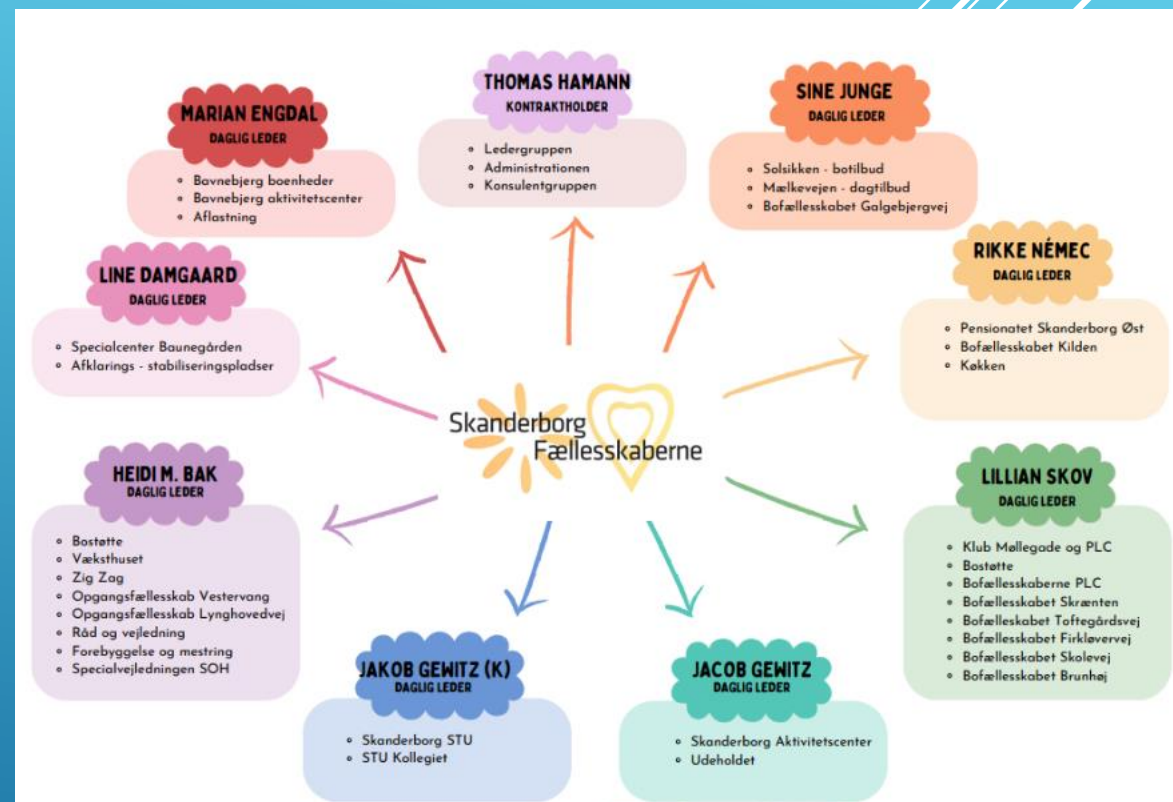 THOMAS HAMANN
KONTRAKTHOLDER
Ledergruppen
Administrationen
Konsulentgruppen
SINE JUNGE
DAGLIG LEDER
Solsikken - botilbud
Mælkevejen - dagtilbud
Bofællesskabet Galgebjergvej
RIKKE NÉMEC
DAGLIG LEDER
Pensionatet Skanderborg Øst
Bofællesskabet Kilden
Køkken
LILLIAN SKOV
DAGLIG LEDER
Klub Møllegade og PLC
Bostøtte
Bofællesskaberne PLC
Bofællesskabet Skrænten
Bofælleskabet Toftegårdsvej
Bofællesskabet Firkløvervej
Bofællesskabet Skolevej
Bofællesskabet Brunhøj
JACOB GEWITZ
DAGLIG LEDER
Skanderborg Aktivitetscenter
Udeholdet
JAKOB GEWITZ (K)
DAGLIG LEDER
Skanderborg STU
STU Kollegiet
HEIDI M. BAK
DAGLIG LEDER
Bostøtte
Væksthuset
Zig Zag
Opgangsfællesskab Vestervang
Opgangsfællesskab Lynghovedvej
Råd og vejledning
Forebyggelse og mestring
Specialvejledningen SOH
LINE DAMGAARD
DAGLIG LEDER
Specialcenter Baunegården
Afklarings - stabiliseringspladser
MARIAN ENGDAL
DAGLIG LEDER
Bavnebjerg boenheder
Bavnebjerg aktivitetscenter
Aflastning
Skanderborg
Fællesskaberne